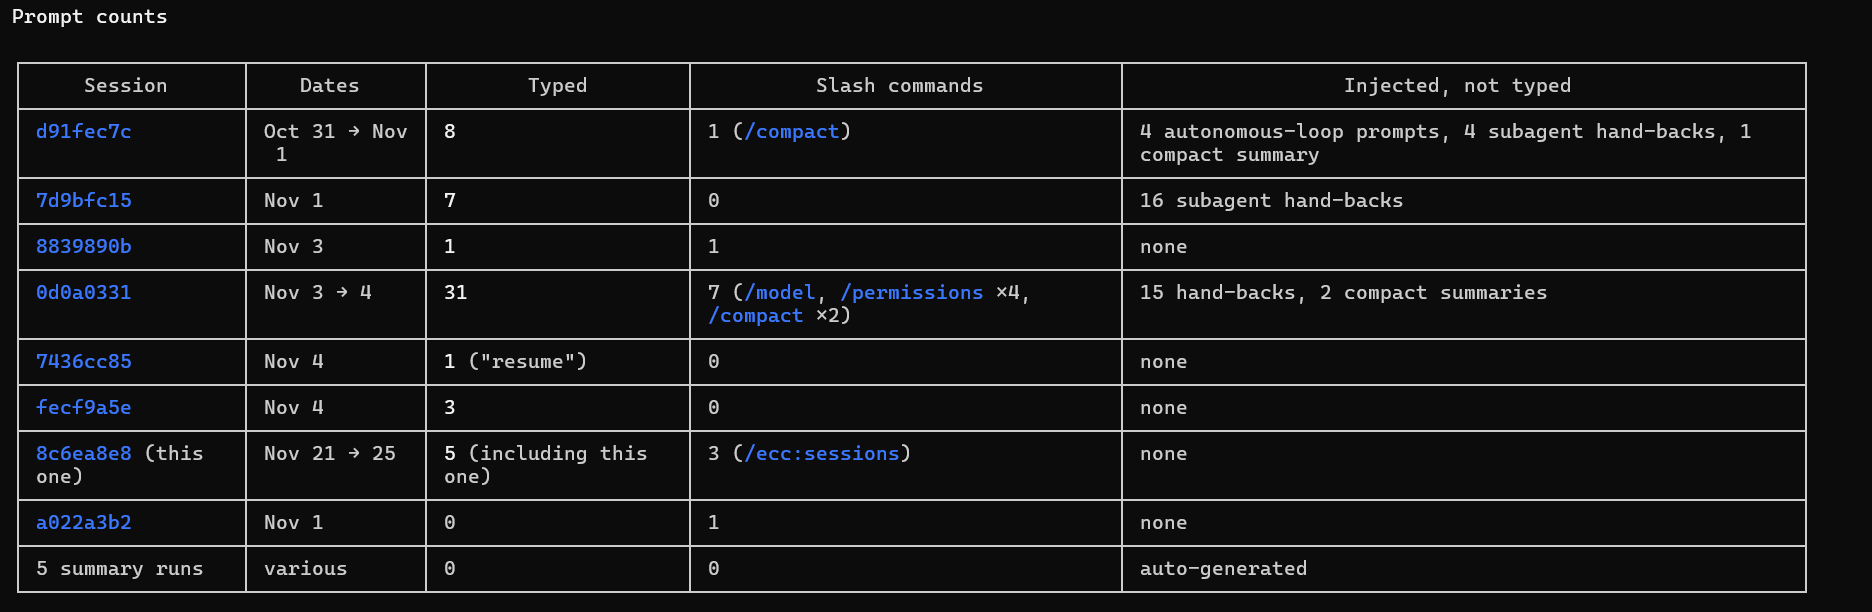 Prompt counts
Session Dates Typed Slash commands Injected, not typed
d91fec7c Oct 31 → Nov 8 1 (/compact) 4 autonomous-loop prompts, 4 subagent hand-backs, 1
1 compact summary
7d9bfc15 Nov 1 7 0 16 subagent hand-backs
8839890b Nov 3 1 1 none
0d0a0331 Nov 3 → 4 31 7 (/model, /permissions ×4, 15 hand-backs, 2 compact summaries
/compact ×2)
7436cc85 Nov 4 1 ("resume") 0 none
fecf9a5e Nov 4 3 0 none
8c6ea8e8 (this Nov 21 → 25 5 (including this 3 (/ecc:sessions) none
one) one)
a022a3b2 Nov 1 0 1 none
5 summary runs various 0 0 auto-generated